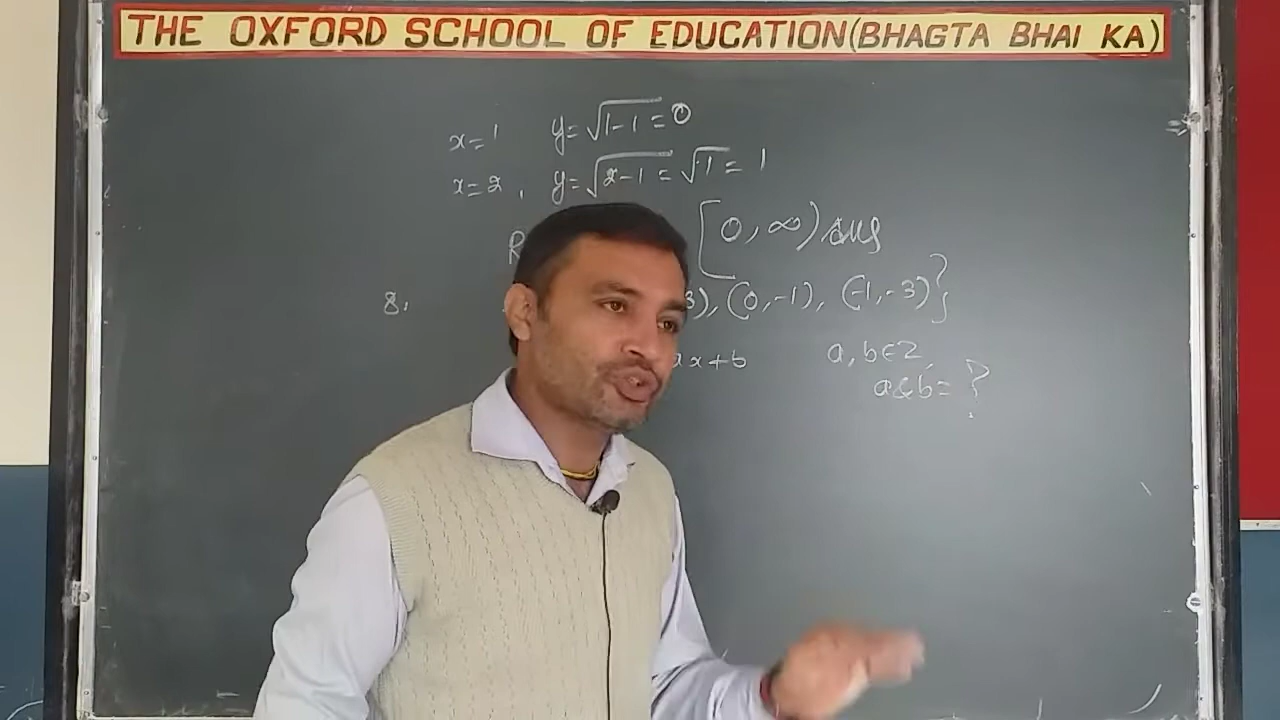 THE OXFORD SCHOOL OF EDUCATION(BHAGTA BHAI KA)
x=1 y=√1-1=0
x=2, y=√2-1=√1=1
R [0,∞) ans
8. 3),(0,-1),(-1,-3)}
ax+b a,b∈Z,
a&b=?